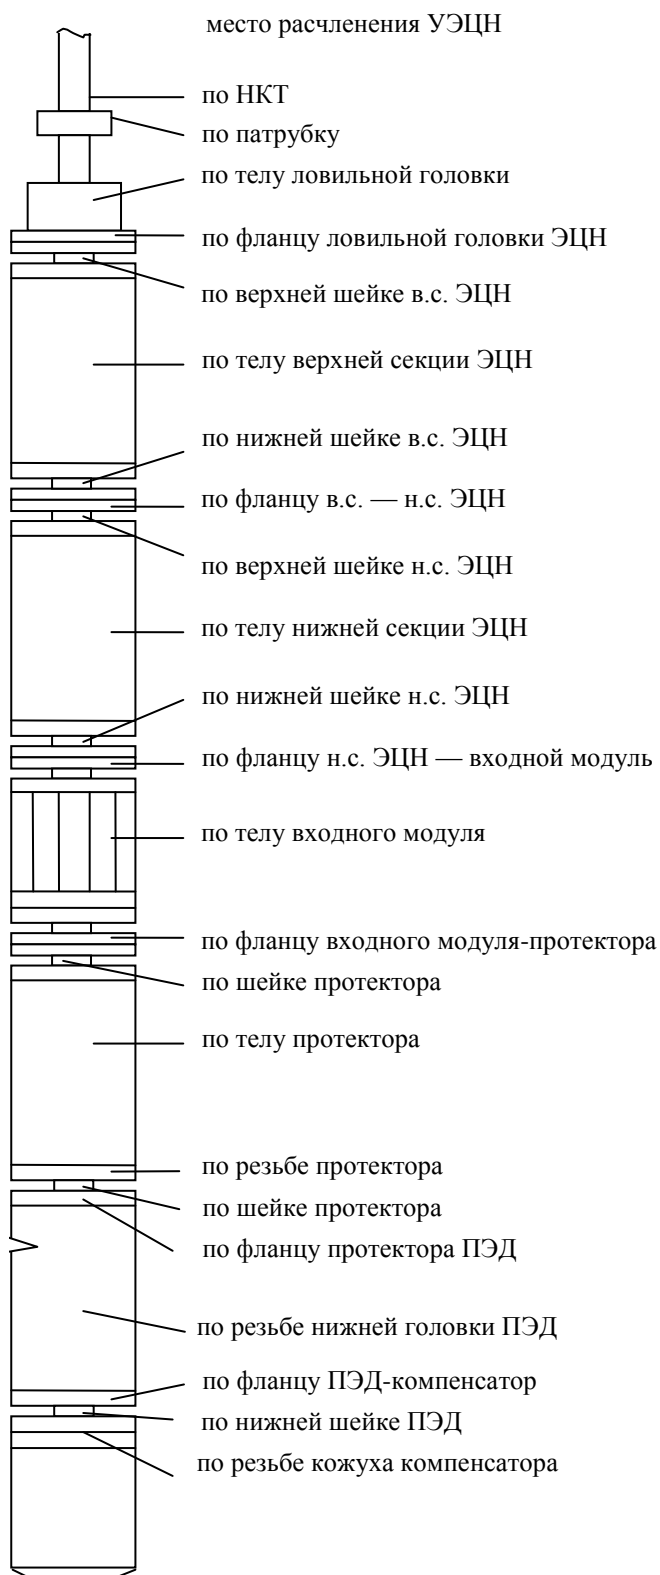 место расчленения УЭЦН
по НКТ
по патрубку
по телу ловильной головки
по фланцу ловильной головки ЭЦН
по верхней шейке в.с. ЭЦН
по телу верхней секции ЭЦН
по нижней шейке в.с. ЭЦН
по фланцу в.с. — н.с. ЭЦН
по верхней шейке н.с. ЭЦН
по телу нижней секции ЭЦН
по нижней шейке н.с. ЭЦН
по фланцу н.с. ЭЦН — входной модуль
по телу входного модуля
по фланцу входного модуля-протектора
по шейке протектора
по телу протектора
по резьбе протектора
по шейке протектора
по фланцу протектора ПЭД
по резьбе нижней головки ПЭД
по фланцу ПЭД-компенсатор
по нижней шейке ПЭД
по резьбе кожуха компенсатора